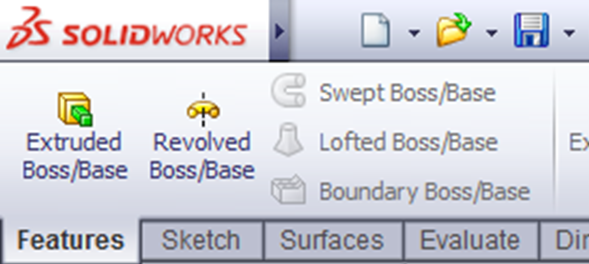 SOLIDWORKS
Extruded
Boss/Base
Revolved
Boss/Base
Swept Boss/Base
Lofted Boss/Base
Boundary Boss/Base
Features
Sketch
Surfaces
Evaluate